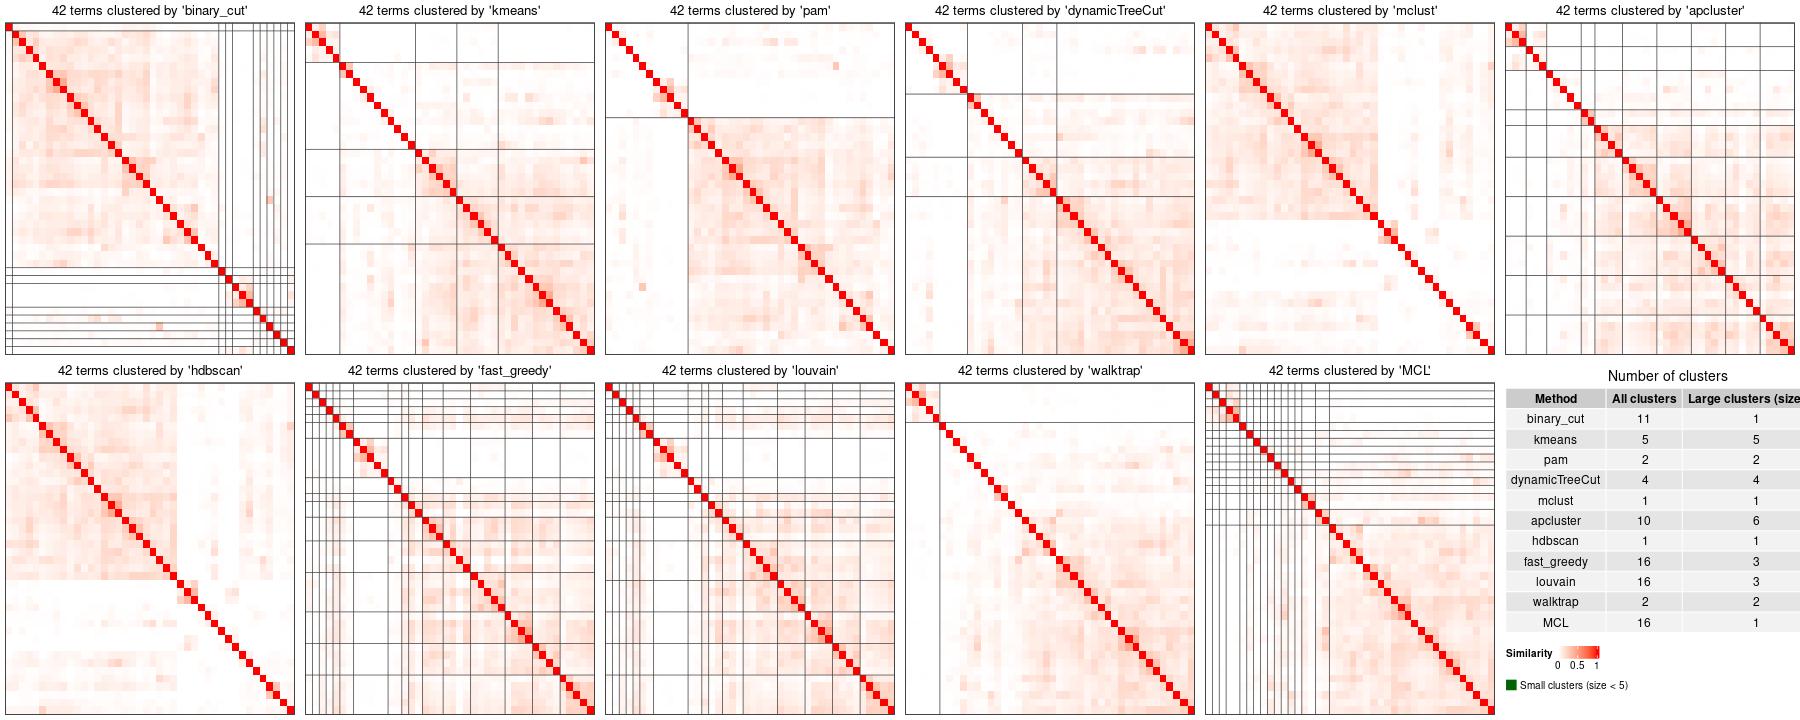 42 terms clustered by 'binary_cut'
42 terms clustered by 'kmeans'
42 terms clustered by 'pam'
42 terms clustered by 'dynamicTreeCut'
42 terms clustered by 'mclust'
42 terms clustered by 'apcluster'
42 terms clustered by 'hdbscan'
42 terms clustered by 'fast_greedy'
42 terms clustered by 'louvain'
42 terms clustered by 'walktrap'
42 terms clustered by 'MCL'
Number of clusters
Method All clusters Large clusters (size
binary_cut 11 1
kmeans 5 5
pam 2 2
dynamicTreeCut 4 4
mclust 1 1
apcluster 10 6
hdbscan 1 1
fast_greedy 16 3
louvain 16 3
walktrap 2 2
MCL 16 1
Similarity
0 0.5 1
Small clusters (size < 5)